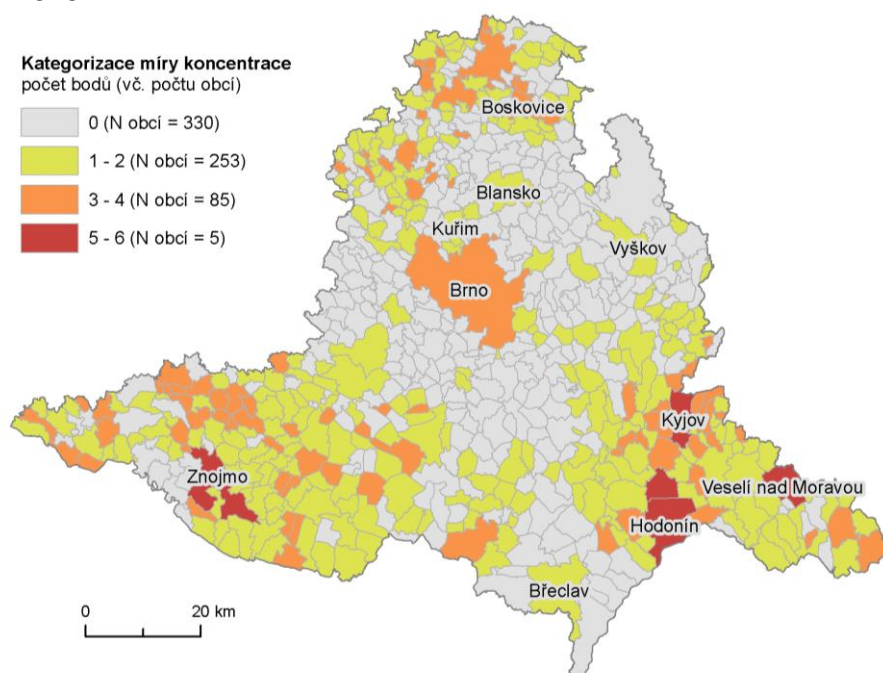 Kategorizace míry koncentrace
počet bodů (vč. počtu obcí)
0 (N obcí = 330)
1 - 2 (N obcí = 253)
3 - 4 (N obcí = 85)
5 - 6 (N obcí = 5)
Boskovice
Blansko
Kuřim
Vyškov
Brno
Kyjov
Znojmo
Veselí nad Moravou
Hodonín
Břeclav
0 20 km